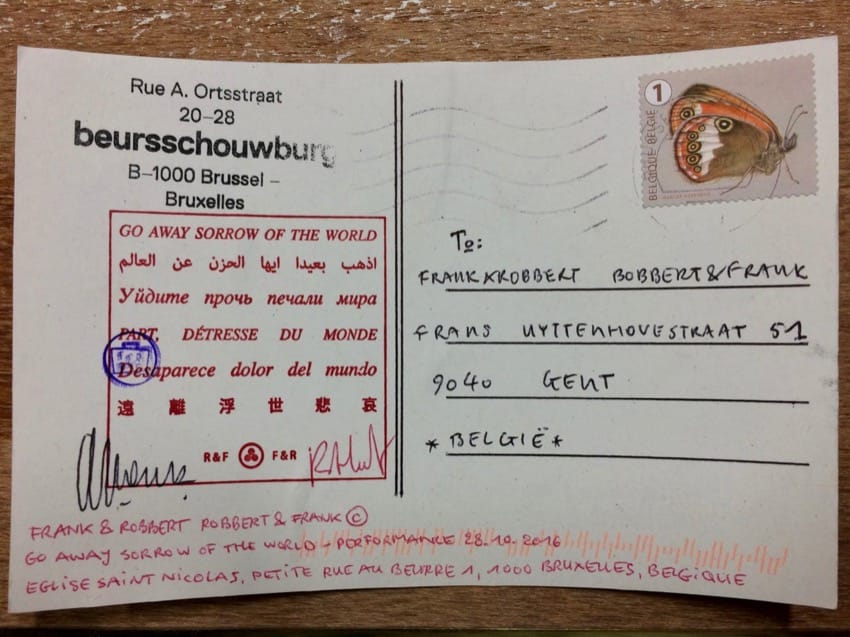 Rue A. Ortsstraat
20-28
beursschouwburg
B-1000 Brussel -
Bruxelles
GO AWAY SORROW OF THE WORLD
اذهب بعيدا ايها الحزن عن العالم
Уйдите прочь печали мира
PART, DÉTRESSE DU MONDE
Desaparece dolor del mundo
遠離浮世悲哀
R&F F&R
1
BELGIQUE BELGIË
To:
FRANK&ROBBERT BOBBERT&FRANK
FRANS UYTTENHOVESTRAAT 51
9040 GENT
*BELGIË*
FRANK & ROBBERT ROBBERT & FRANK ©
GO AWAY SORROW OF THE WORLD, PERFORMANCE 28.10.2016
EGLISE SAINT NICOLAS, PETITE RUE AU BEURRE 1, 1000 BRUXELLES, BELGIQUE